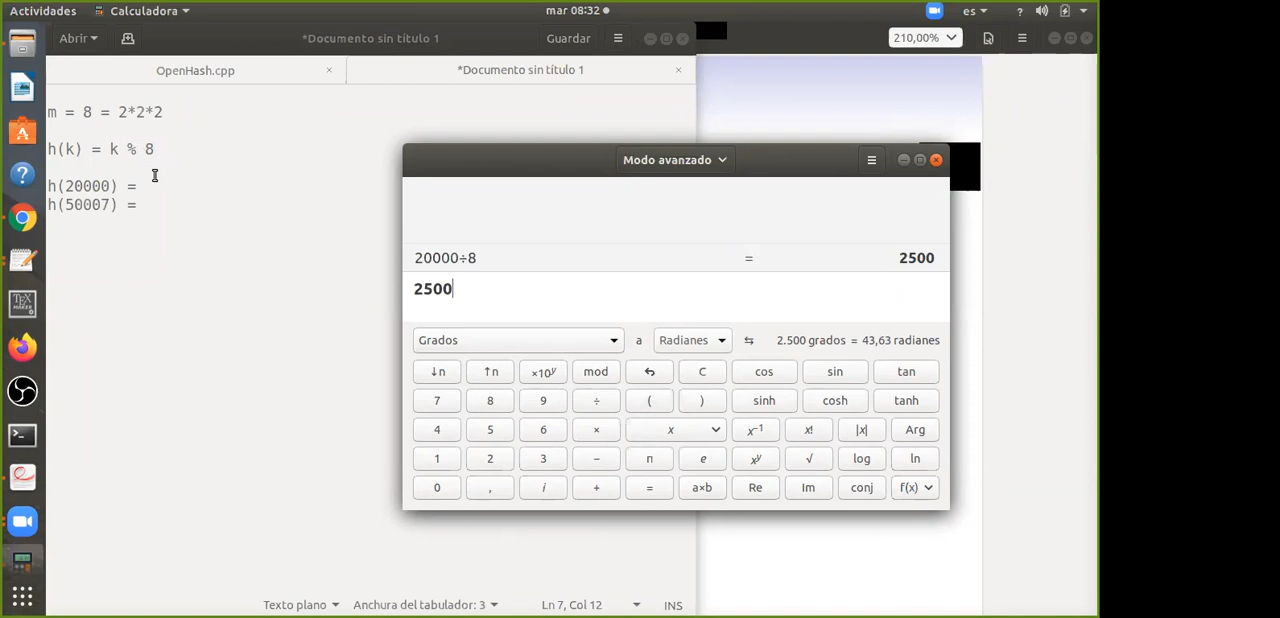 Actividades Calculadora mar 08:32 es ?
Abrir *Documento sin título 1 Guardar 210,00%
OpenHash.cpp × *Documento sin título 1 ×
m = 8 = 2*2*2
h(k) = k % 8
h(20000) =
h(50007) =
Modo avanzado
20000÷8 = 2500
2500
Grados a Radianes 2.500 grados = 43,63 radianes
↓n ↑n ×10ʸ mod C cos sin tan
7 8 9 ÷ ( ) sinh cosh tanh
4 5 6 × x x⁻¹ x! |x| Arg
1 2 3 − π e xʸ √ log ln
0 , i + = a×b Re Im conj f(x)
TEX MAKER
Texto plano Anchura del tabulador: 3 Ln 7, Col 12 INS